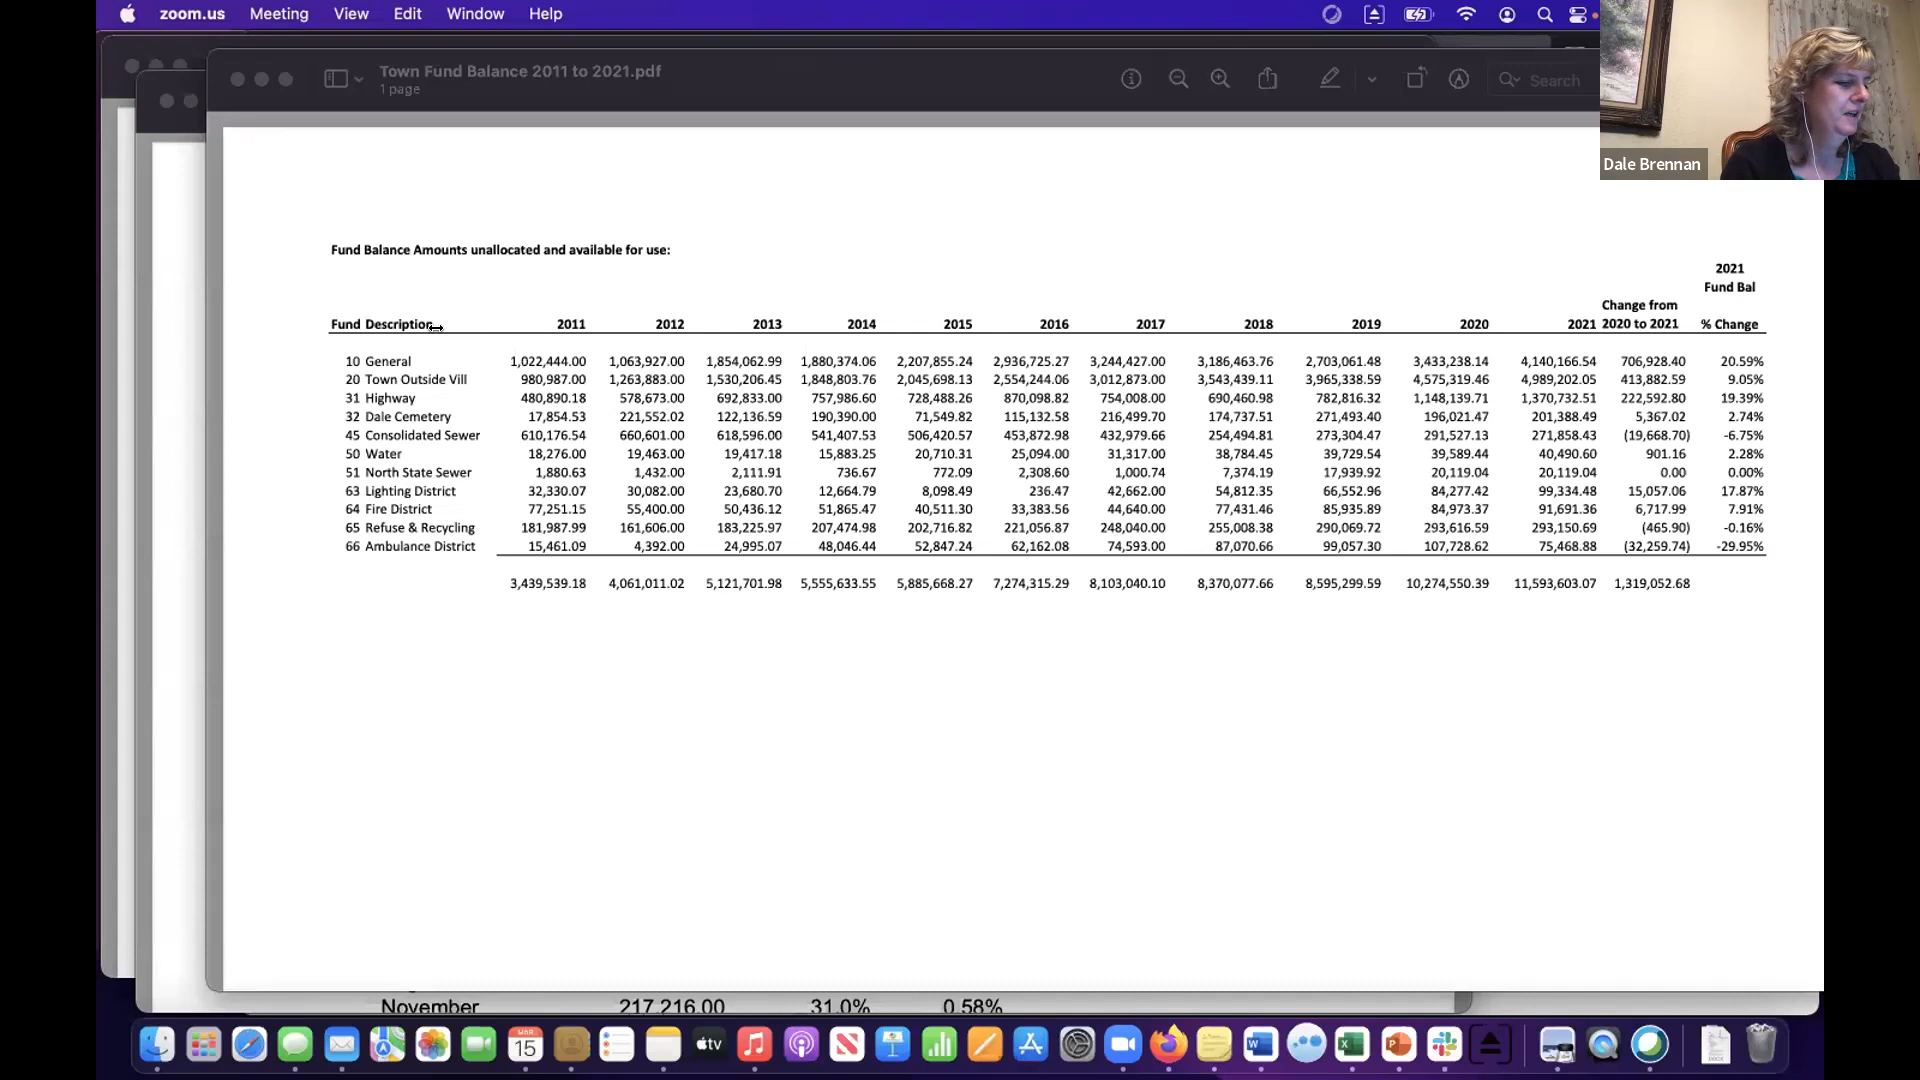 zoom.us Meeting View Edit Window Help
Town Fund Balance 2011 to 2021.pdf
1 page
Search
Dale Brennan
Fund Balance Amounts unallocated and available for use:
2021
Fund Bal
Change from
Fund Description 2011 2012 2013 2014 2015 2016 2017 2018 2019 2020 2021 2020 to 2021 % Change
10 General 1,022,444.00 1,063,927.00 1,854,062.99 1,880,374.06 2,207,855.24 2,936,725.27 3,244,427.00 3,186,463.76 2,703,061.48 3,433,238.14 4,140,166.54 706,928.40 20.59%
20 Town Outside Vill 980,987.00 1,263,883.00 1,530,206.45 1,848,803.76 2,045,698.13 2,554,244.06 3,012,873.00 3,543,439.11 3,965,338.59 4,575,319.46 4,989,202.05 413,882.59 9.05%
31 Highway 480,890.18 578,673.00 692,833.00 757,986.60 728,488.26 870,098.82 754,008.00 690,460.98 782,816.32 1,148,139.71 1,370,732.51 222,592.80 19.39%
32 Dale Cemetery 17,854.53 221,552.02 122,136.59 190,390.00 71,549.82 115,132.58 216,499.70 174,737.51 271,493.40 196,021.47 201,388.49 5,367.02 2.74%
45 Consolidated Sewer 610,176.54 660,601.00 618,596.00 541,407.53 506,420.57 453,872.98 432,979.66 254,494.81 273,304.47 291,527.13 271,858.43 (19,668.70) -6.75%
50 Water 18,276.00 19,463.00 19,417.18 15,883.25 20,710.31 25,094.00 31,317.00 38,784.45 39,729.54 39,589.44 40,490.60 901.16 2.28%
51 North State Sewer 1,880.63 1,432.00 2,111.91 736.67 772.09 2,308.60 1,000.74 7,374.19 17,939.92 20,119.04 20,119.04 0.00 0.00%
63 Lighting District 32,330.07 30,082.00 23,680.70 12,664.79 8,098.49 236.47 42,662.00 54,812.35 66,552.96 84,277.42 99,334.48 15,057.06 17.87%
64 Fire District 77,251.15 55,400.00 50,436.12 51,865.47 40,511.30 33,383.56 44,640.00 77,431.46 85,935.89 84,973.37 91,691.36 6,717.99 7.91%
65 Refuse & Recycling 181,987.99 161,606.00 183,225.97 207,474.98 202,716.82 221,056.87 248,040.00 255,008.38 290,069.72 293,616.59 293,150.69 (465.90) -0.16%
66 Ambulance District 15,461.09 4,392.00 24,995.07 48,046.44 52,847.24 62,162.08 74,593.00 87,070.66 99,057.30 107,728.62 75,468.88 (32,259.74) -29.95%
3,439,539.18 4,061,011.02 5,121,701.98 5,555,633.55 5,885,668.27 7,274,315.29 8,103,040.10 8,370,077.66 8,595,299.59 10,274,550.39 11,593,603.07 1,319,052.68
November 217,216.00 31.0% 0.58%
MAR
15
tv